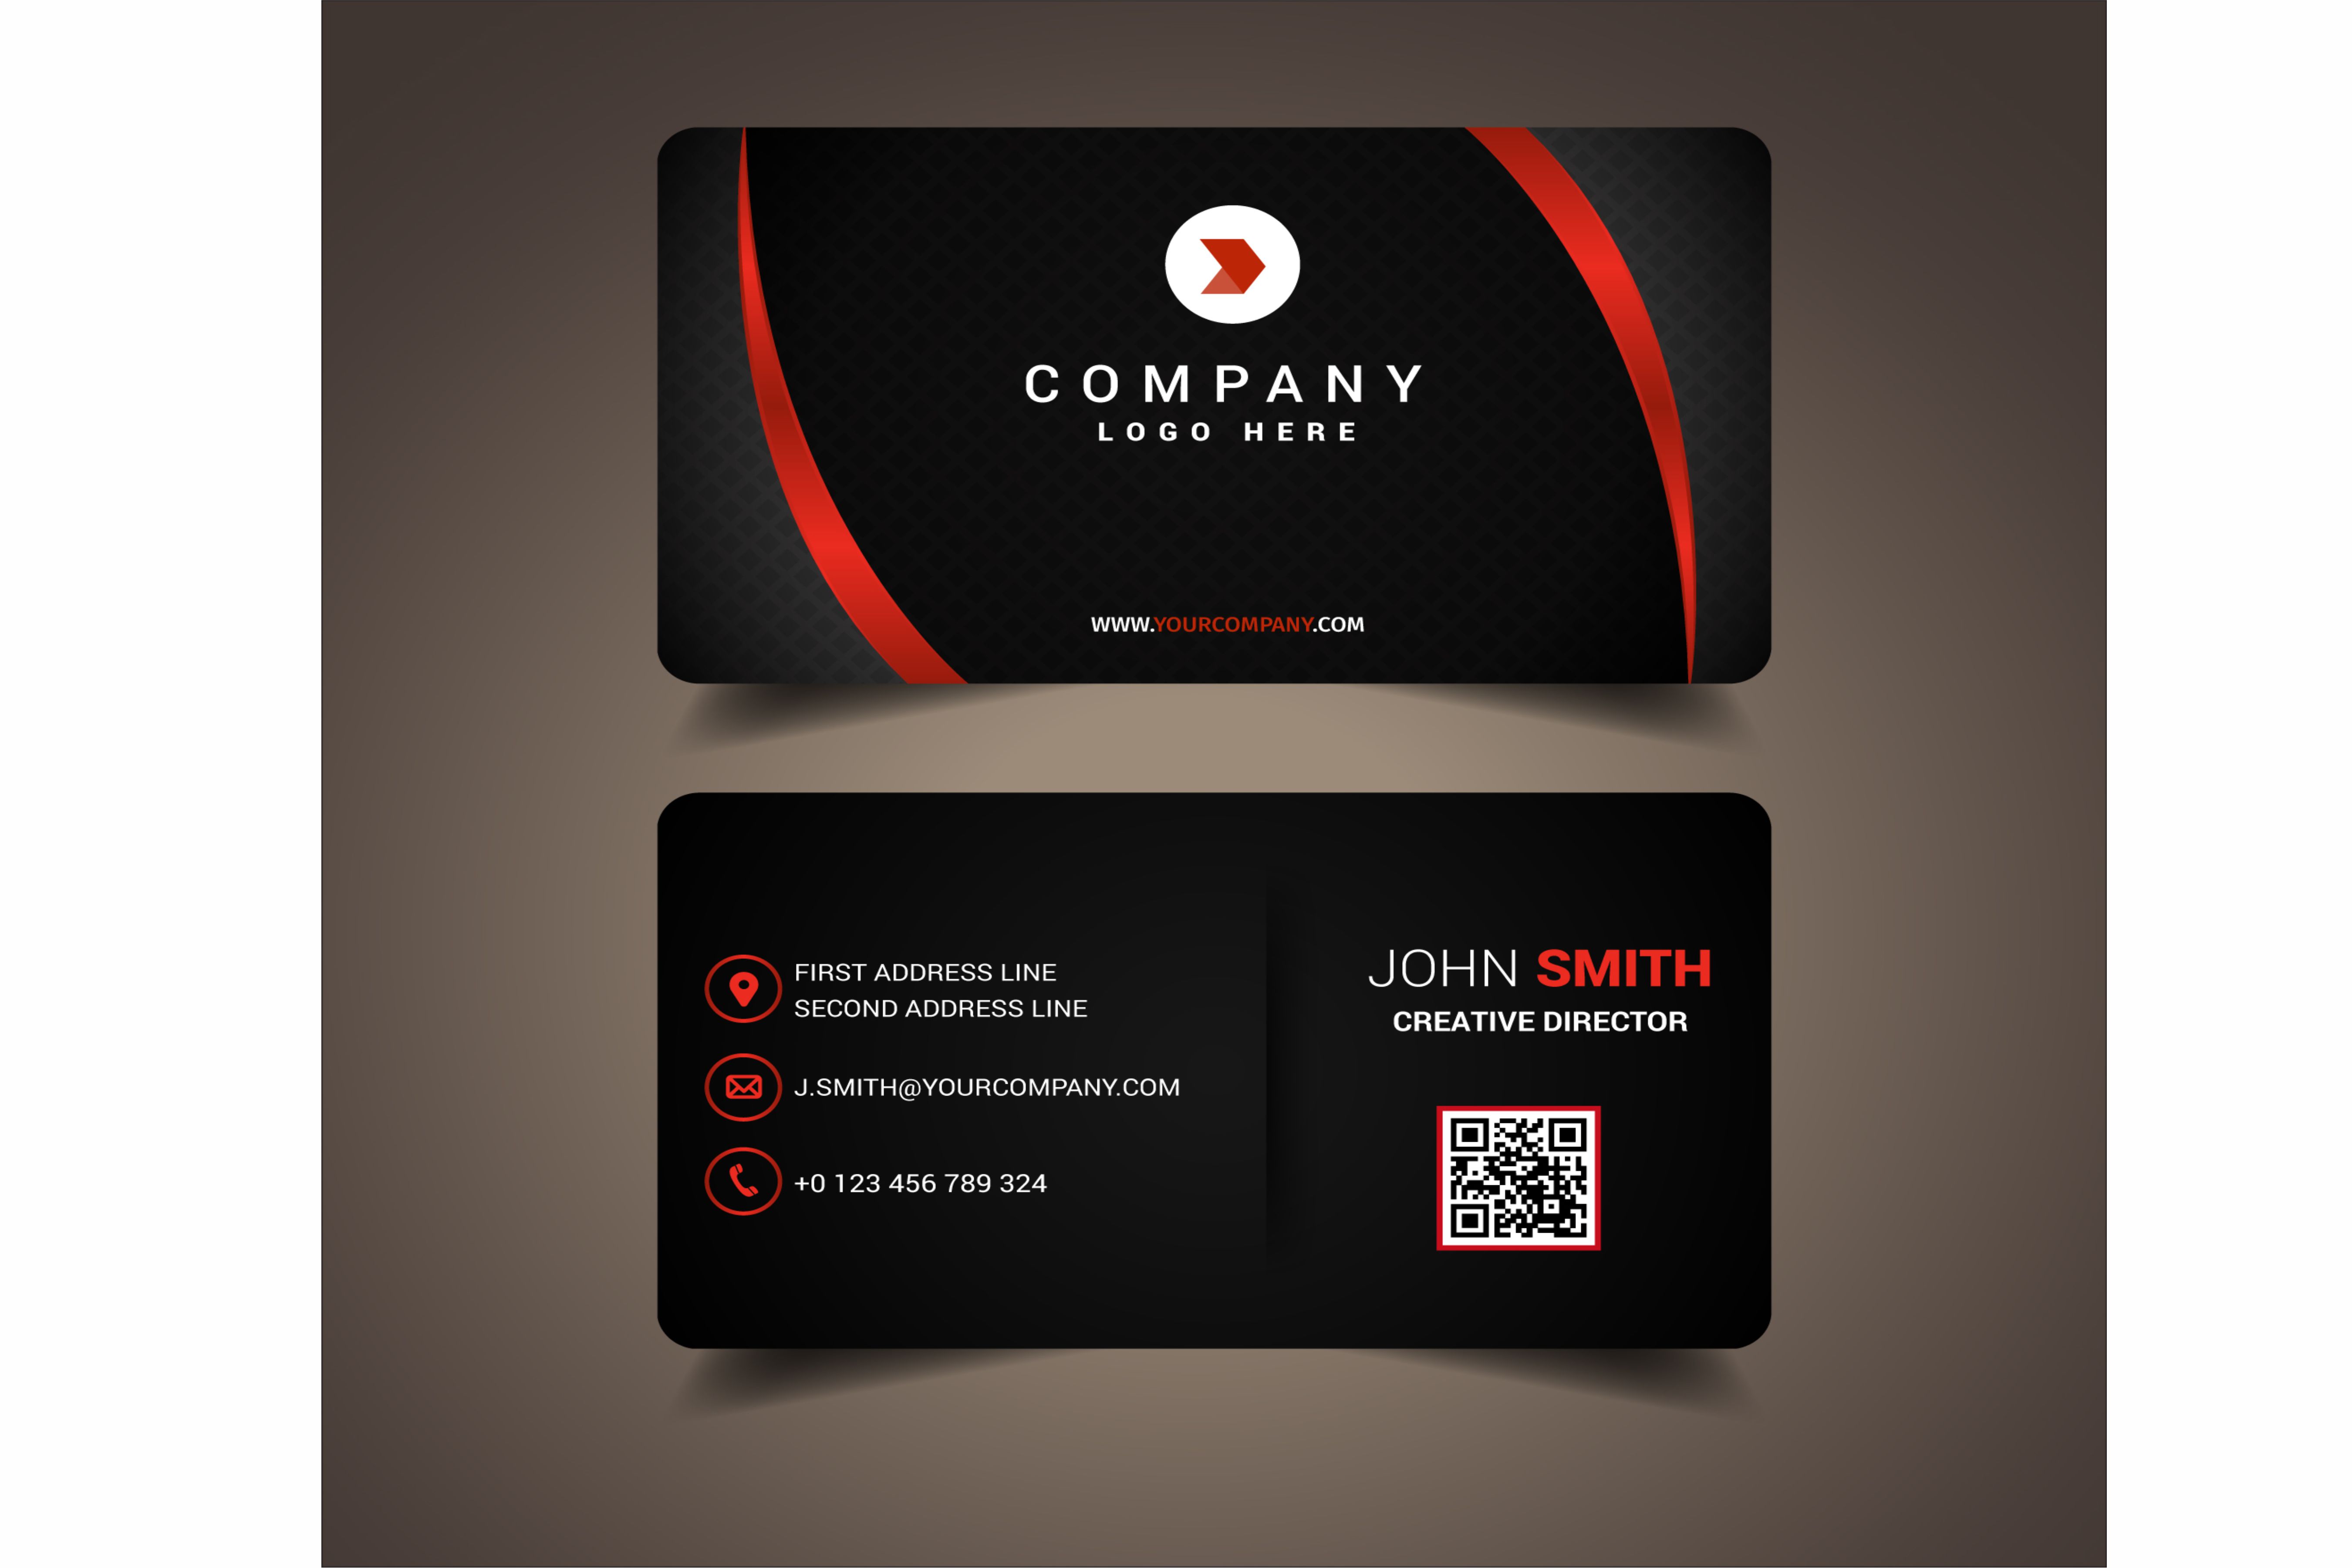 COMPANY
LOGO HERE
WWW.YOURCOMPANY.COM
FIRST ADDRESS LINE
SECOND ADDRESS LINE
J.SMITH@YOURCOMPANY.COM
+0 123 456 789 324
JOHN SMITH
CREATIVE DIRECTOR